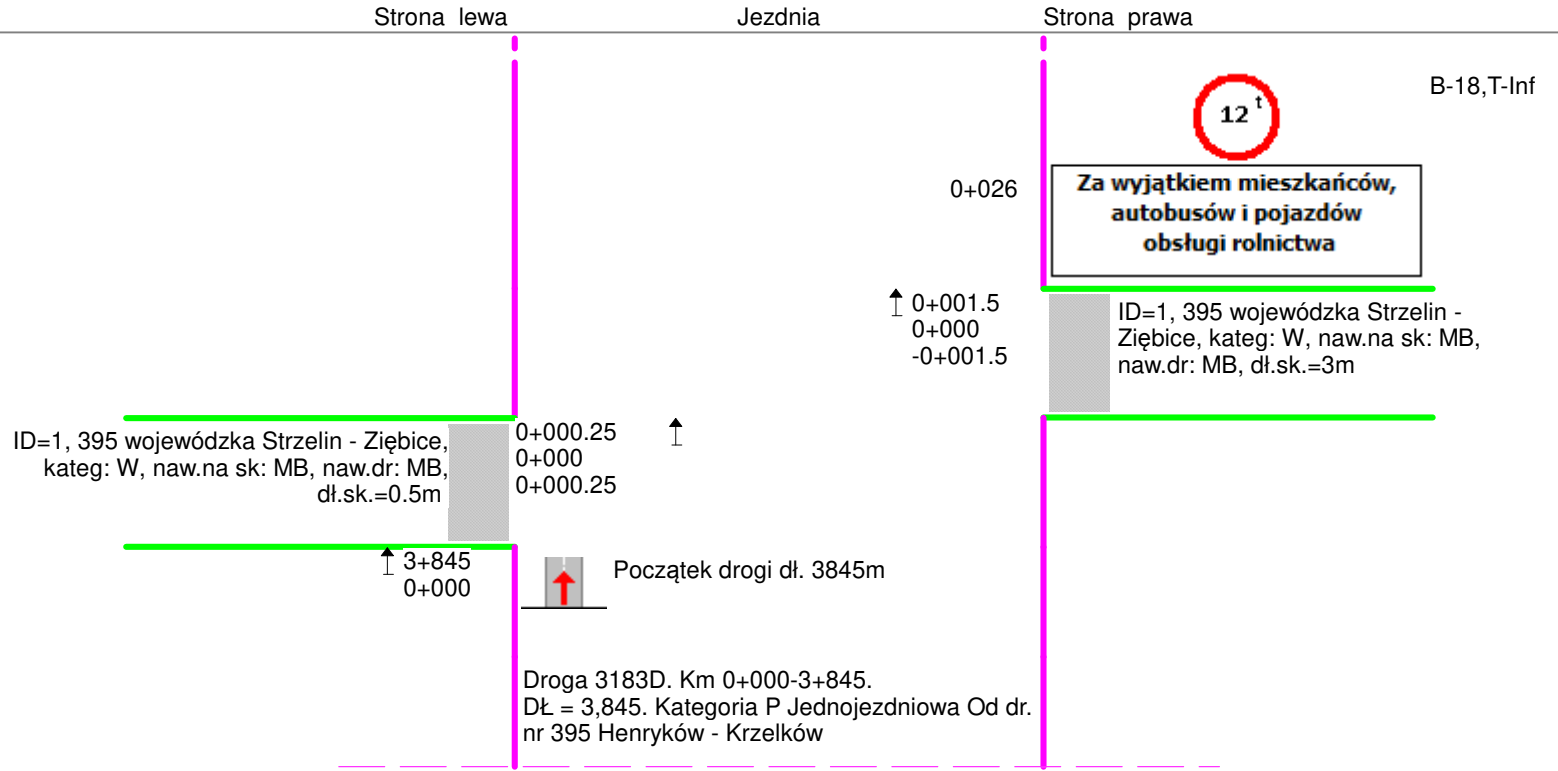 Strona lewa
Jezdnia
Strona prawa
B-18,T-Inf
12 t
0+026
Za wyjątkiem mieszkańców,
autobusów i pojazdów
obsługi rolnictwa
0+001.5
0+000
-0+001.5
ID=1, 395 wojewódzka Strzelin -
Ziębice, kateg: W, naw.na sk: MB,
naw.dr: MB, dł.sk.=3m
ID=1, 395 wojewódzka Strzelin - Ziębice,
kateg: W, naw.na sk: MB, naw.dr: MB,
dł.sk.=0.5m
0+000.25
0+000
0+000.25
3+845
0+000
Początek drogi dł. 3845m
Droga 3183D. Km 0+000-3+845.
DŁ = 3,845. Kategoria P Jednojezdniowa Od dr.
nr 395 Henryków - Krzelków